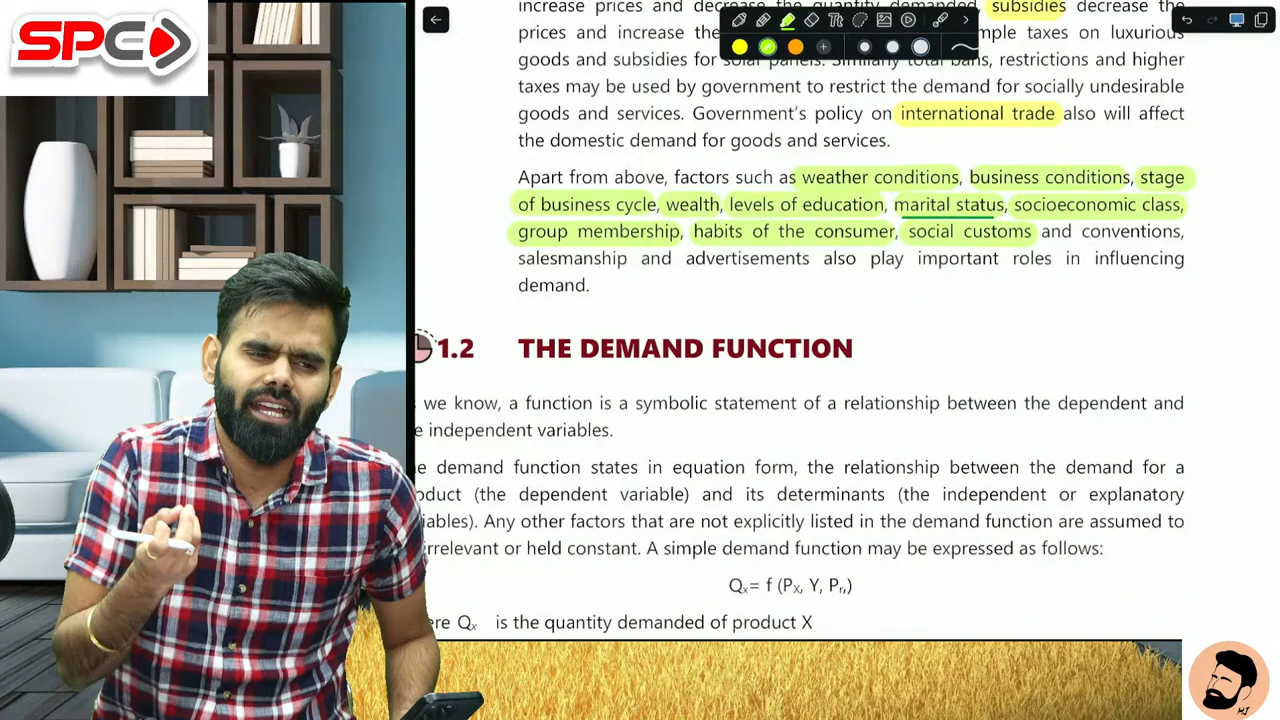 SPC
increase prices and decrease the quantity demanded subsidies decrease the
prices and increase the
goods and subsidies for solar panels. Similarly total bans, restrictions and higher
taxes on luxurious
taxes may be used by government to restrict the demand for socially undesirable
goods and services. Government's policy on international trade also will affect
the domestic demand for goods and services.
Apart from above, factors such as weather conditions, business conditions, stage
of business cycle, wealth, levels of education, marital status, socioeconomic class,
group membership, habits of the consumer, social customs and conventions,
salesmanship and advertisements also play important roles in influencing
demand.
1.2 THE DEMAND FUNCTION
we know, a function is a symbolic statement of a relationship between the dependent and
independent variables.
demand function states in equation form, the relationship between the demand for a
(the dependent variable) and its determinants (the independent or explanatory
Any other factors that are not explicitly listed in the demand function are assumed to
or held constant. A simple demand function may be expressed as follows:
Qx= f (PX, Y, Pr,)
Qx is the quantity demanded of product X
HJ